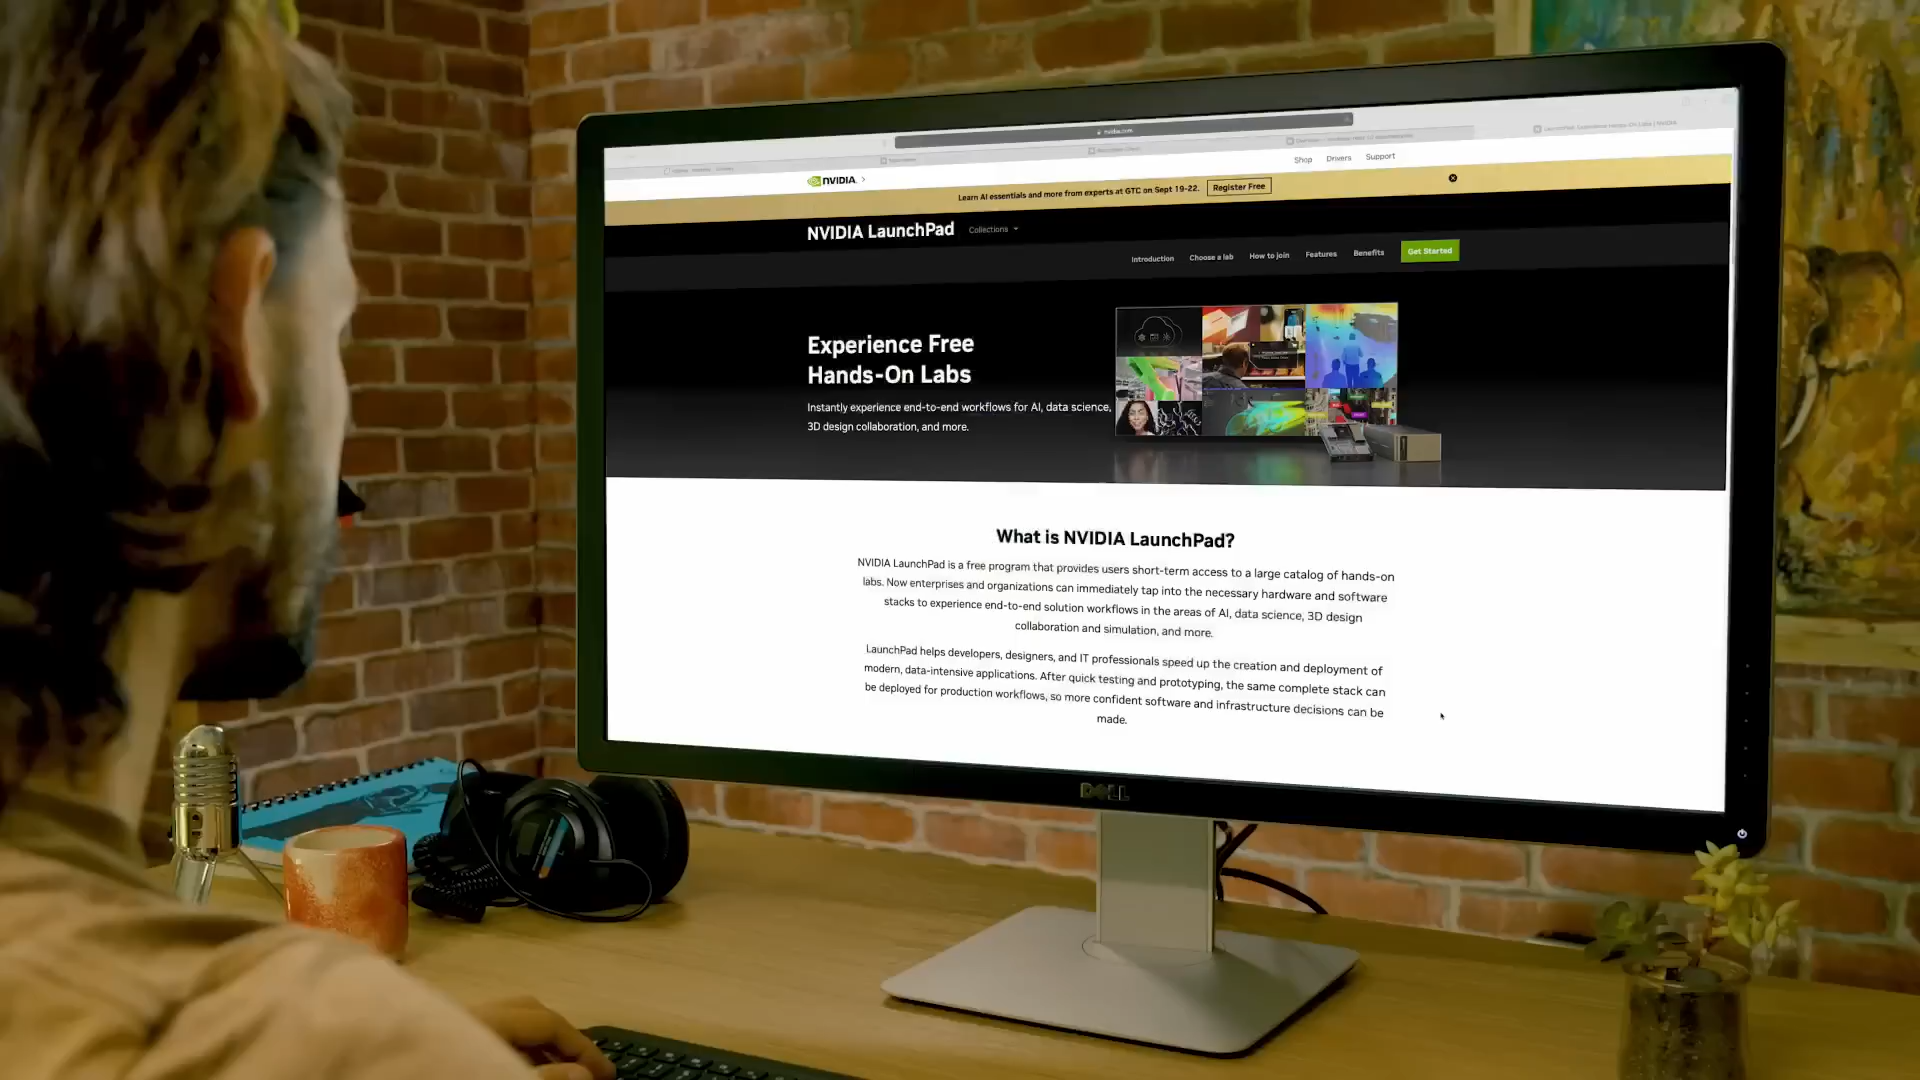 nvidia.com
NVIDIA.
Shop Drivers Support
Learn AI essentials and more from experts at GTC on Sept 19-22. Register Free
NVIDIA LaunchPad Collections
Introduction Choose a lab How to join Features Benefits Get Started
Experience Free
Hands-On Labs
Instantly experience end-to-end workflows for AI, data science,
3D design collaboration, and more.
What is NVIDIA LaunchPad?
NVIDIA LaunchPad is a free program that provides users short-term access to a large catalog of hands-on
labs. Now enterprises and organizations can immediately tap into the necessary hardware and software
stacks to experience end-to-end solution workflows in the areas of AI, data science, 3D design
collaboration and simulation, and more.
LaunchPad helps developers, designers, and IT professionals speed up the creation and deployment of
modern, data-intensive applications. After quick testing and prototyping, the same complete stack can
be deployed for production workflows, so more confident software and infrastructure decisions can be
made.
DELL